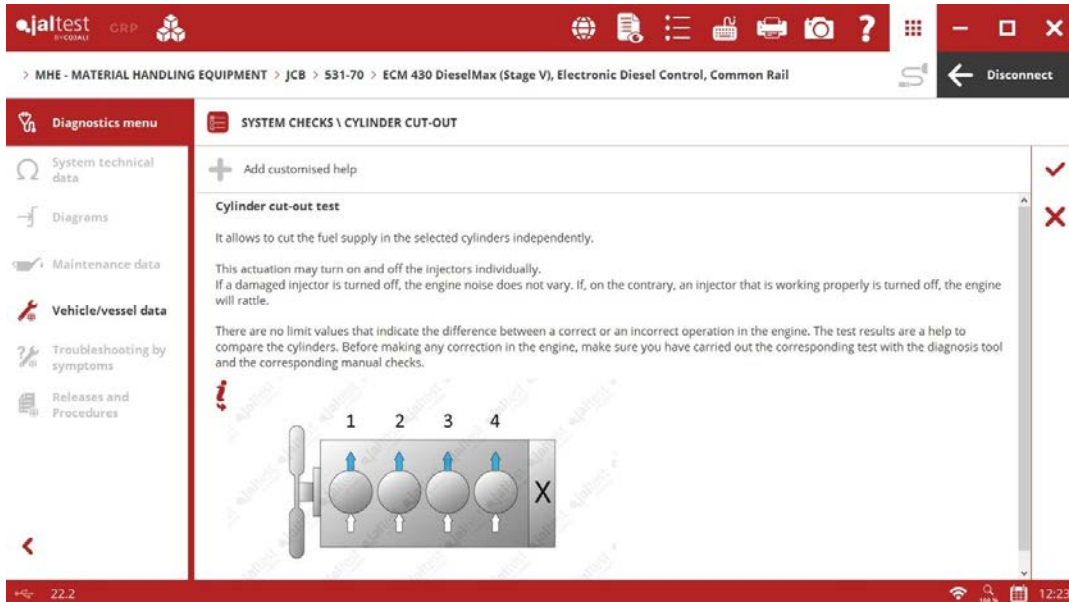 jaltest GRP ?
BY COJALI
> MHE - MATERIAL HANDLING EQUIPMENT > JCB > 531-70 > ECM 430 DieselMax (Stage V), Electronic Diesel Control, Common Rail
Disconnect
Diagnostics menu
SYSTEM CHECKS \ CYLINDER CUT-OUT
System technical
data
Diagrams
Maintenance data
Vehicle/vessel data
Troubleshooting by
symptoms
Releases and
Procedures
Add customised help
Cylinder cut-out test
It allows to cut the fuel supply in the selected cylinders independently.
This actuation may turn on and off the injectors individually.
If a damaged injector is turned off, the engine noise does not vary. If, on the contrary, an injector that is working properly is turned off, the engine
will rattle.
There are no limit values that indicate the difference between a correct or an incorrect operation in the engine. The test results are a help to
compare the cylinders. Before making any correction in the engine, make sure you have carried out the corresponding test with the diagnosis tool
and the corresponding manual checks.
i
1 2 3 4
X
22.2
100 %
12:23